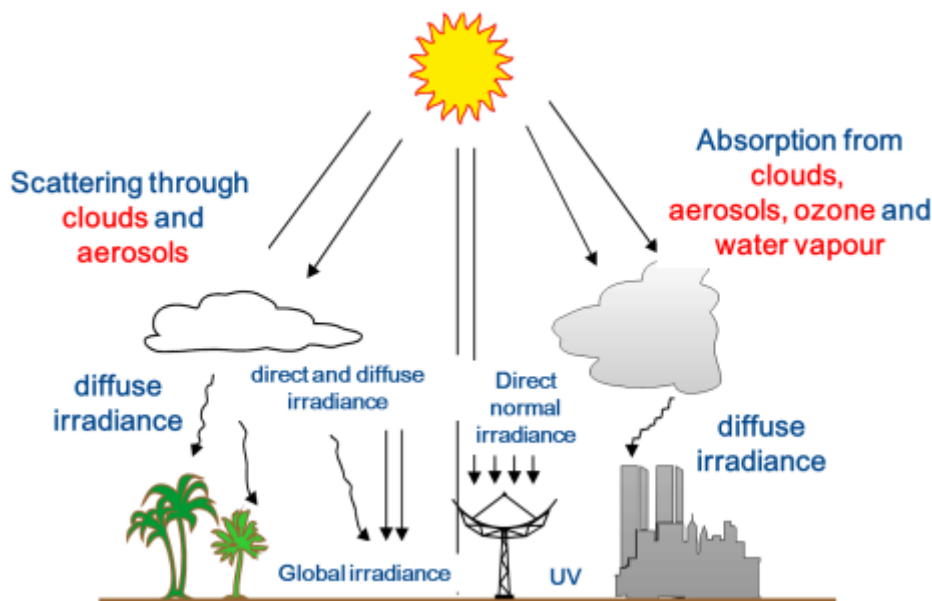 Scattering through
clouds and
aerosols
Absorption from
clouds,
aerosols, ozone and
water vapour
diffuse
irradiance
direct and diffuse
irradiance
Direct
normal
irradiance
diffuse
irradiance
Global irradiance
UV